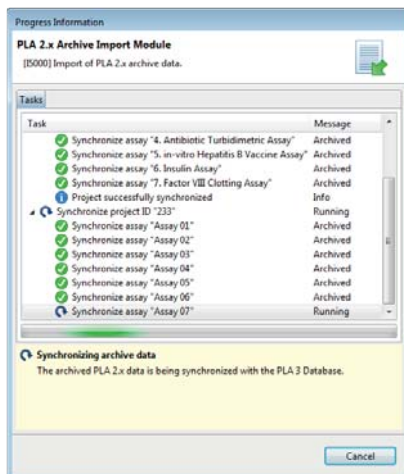 Progress Information
PLA 2.x Archive Import Module
[I5000] Import of PLA 2.x archive data.
Tasks
Task Message
Synchronize assay "4. Antibiotic Turbidimetric Assay" Archived
Synchronize assay "5. in-vitro Hepatitis B Vaccine Assay" Archived
Synchronize assay "6. Insulin Assay" Archived
Synchronize assay "7. Factor VIII Clotting Assay" Archived
Project successfully synchronized Info
Synchronize project ID "233" Running
Synchronize assay "Assay 01" Archived
Synchronize assay "Assay 02" Archived
Synchronize assay "Assay 03" Archived
Synchronize assay "Assay 04" Archived
Synchronize assay "Assay 05" Archived
Synchronize assay "Assay 06" Archived
Synchronize assay "Assay 07" Running
Synchronizing archive data
The archived PLA 2.x data is being synchronized with the PLA 3 Database.
Cancel